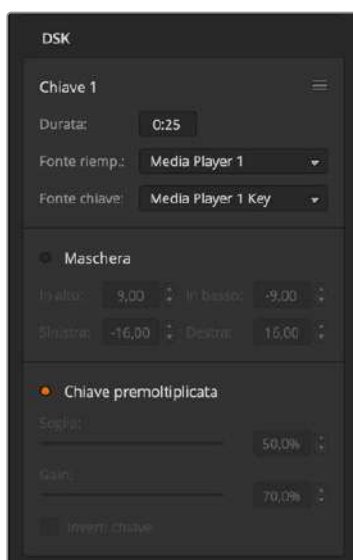 DSK
Chiave 1
Durata: 0:25
Fonte riemp.: Media Player 1
Fonte chiave: Media Player 1 Key
Maschera
In alto: 9,00 In basso: -9,00
Sinistra: -16,00 Destra: 16,00
Chiave premoltiplicata
Soglia:
50,0%
Gain:
70,0%
Inverti chiave